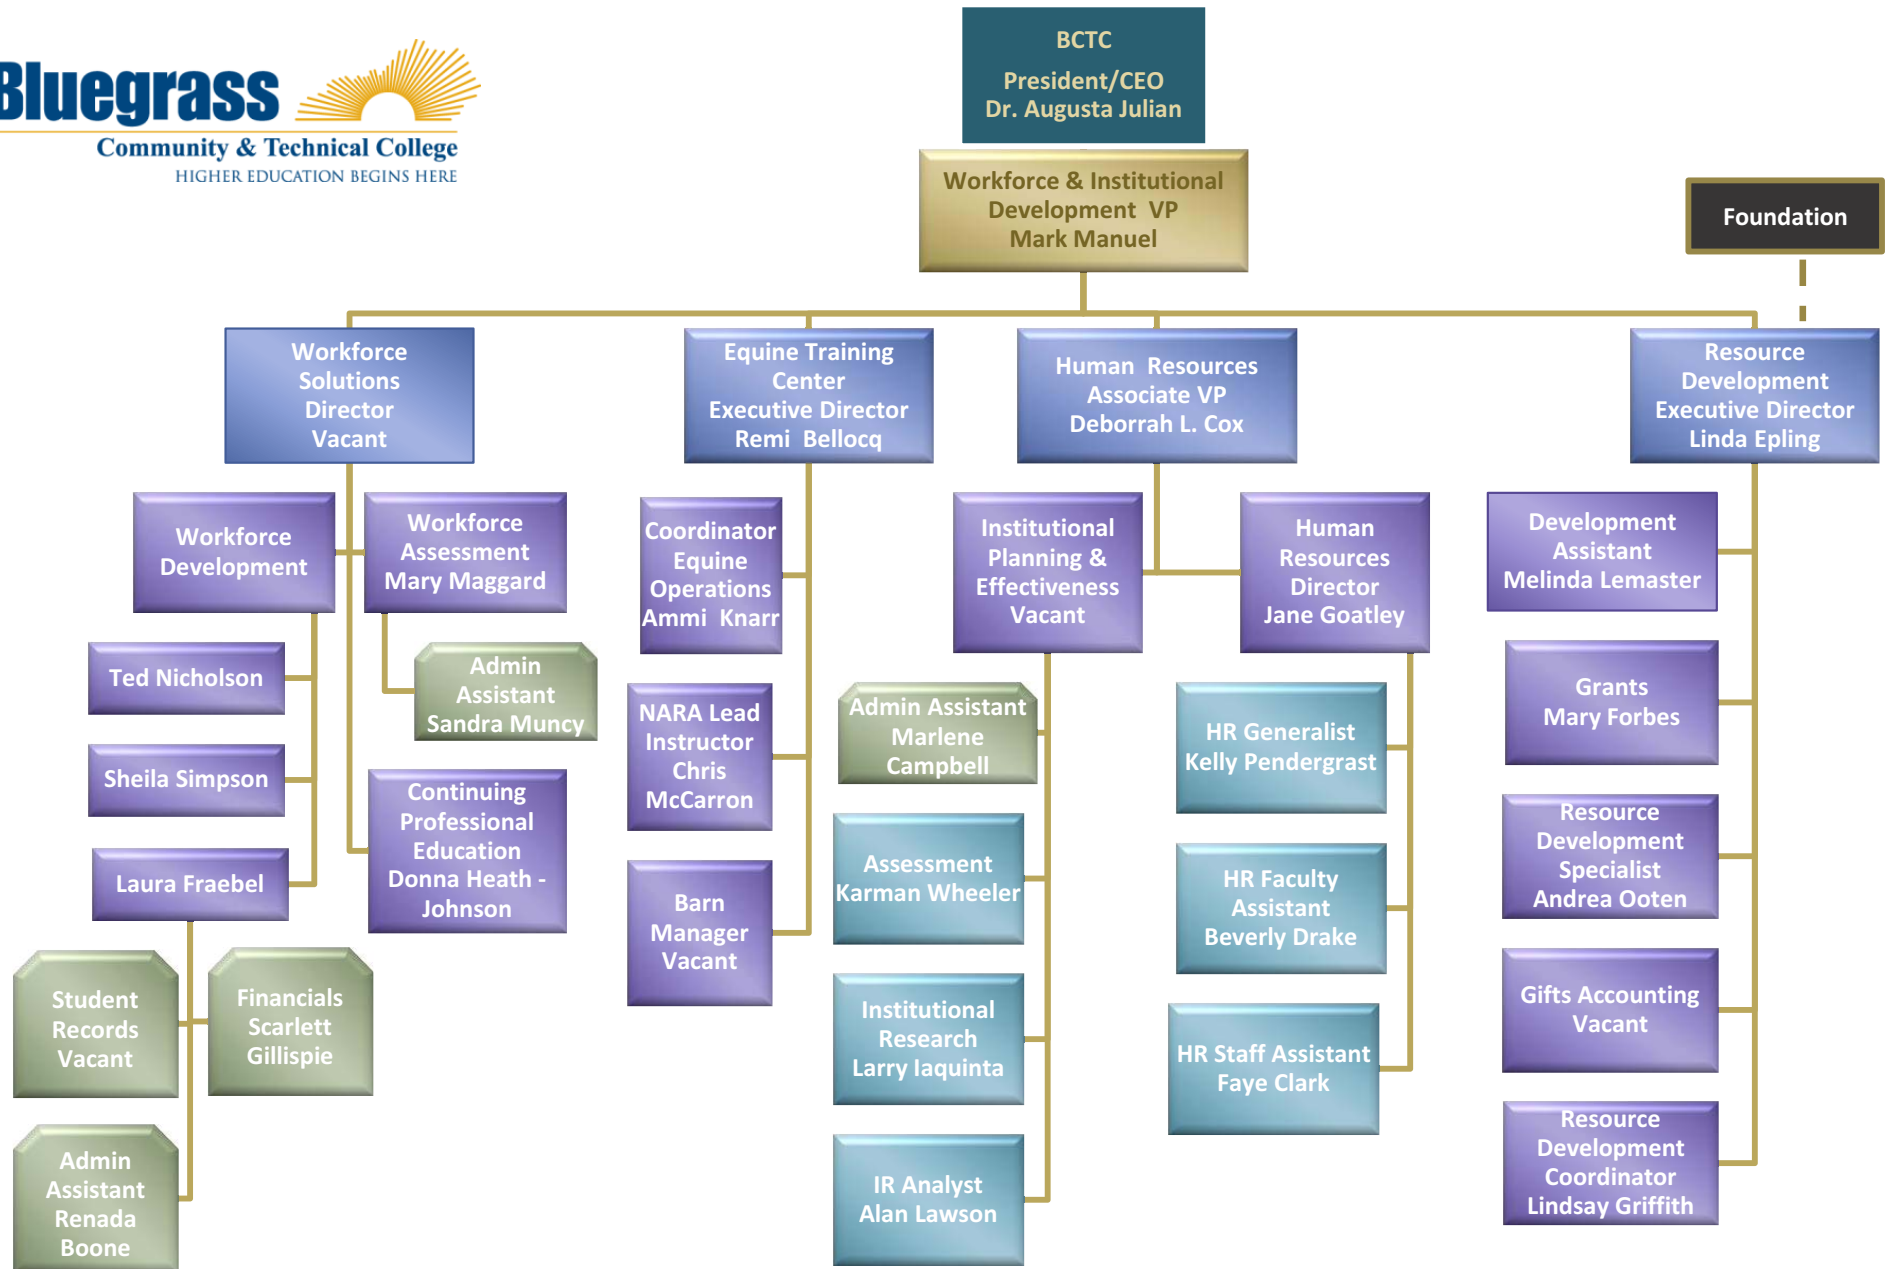 Bluegrass
Community & Technical College
HIGHER EDUCATION BEGINS HERE
BCTC
President/CEO
Dr. Augusta Julian
Workforce & Institutional
Development VP
Mark Manuel
Foundation
Workforce
Solutions
Director
Vacant
Equine Training
Center
Executive Director
Remi Bellocq
Human Resources
Associate VP
Deborrah L. Cox
Resource
Development
Executive Director
Linda Epling
Workforce
Development
Workforce
Assessment
Mary Maggard
Ted Nicholson
Admin
Assistant
Sandra Muncy
Sheila Simpson
Continuing
Professional
Education
Donna Heath -
Johnson
Laura Fraebel
Student
Records
Vacant
Financials
Scarlett
Gillispie
Admin
Assistant
Renada
Boone
Coordinator
Equine
Operations
Ammi Knarr
NARA Lead
Instructor
Chris
McCarron
Barn
Manager
Vacant
Institutional
Planning &
Effectiveness
Vacant
Human
Resources
Director
Jane Goatley
Admin Assistant
Marlene
Campbell
Assessment
Karman Wheeler
Institutional
Research
Larry Iaquinta
IR Analyst
Alan Lawson
HR Generalist
Kelly Pendergrast
HR Faculty
Assistant
Beverly Drake
HR Staff Assistant
Faye Clark
Development
Assistant
Melinda Lemaster
Grants
Mary Forbes
Resource
Development
Specialist
Andrea Ooten
Gifts Accounting
Vacant
Resource
Development
Coordinator
Lindsay Griffith